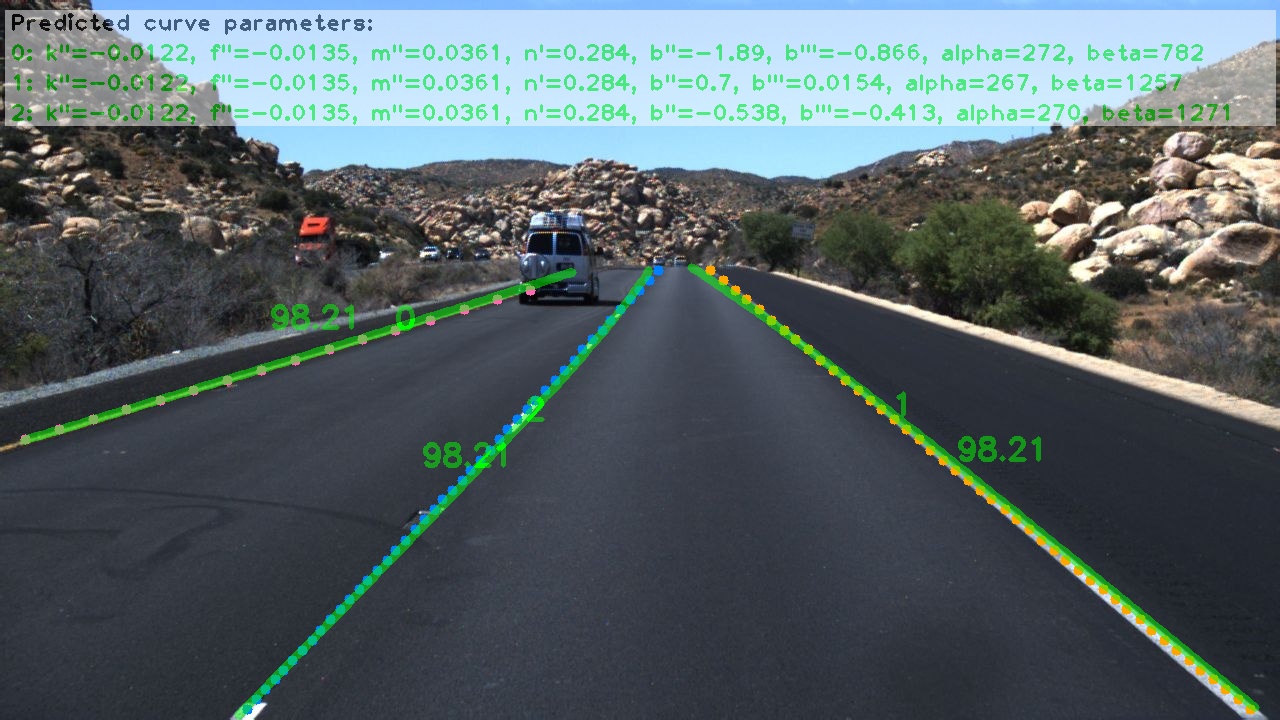 Predicted curve parameters:
0: k''=-0.0122, f''=-0.0135, m''=0.0361, n'=0.284, b''=-1.89, b'''=-0.866, alpha=272, beta=782
1: k''=-0.0122, f''=-0.0135, m''=0.0361, n'=0.284, b''=0.7, b'''=0.0154, alpha=267, beta=1257
2: k''=-0.0122, f''=-0.0135, m''=0.0361, n'=0.284, b''=-0.538, b'''=-0.413, alpha=270, beta=1271
98.21 0
2
1
98.21
98.21